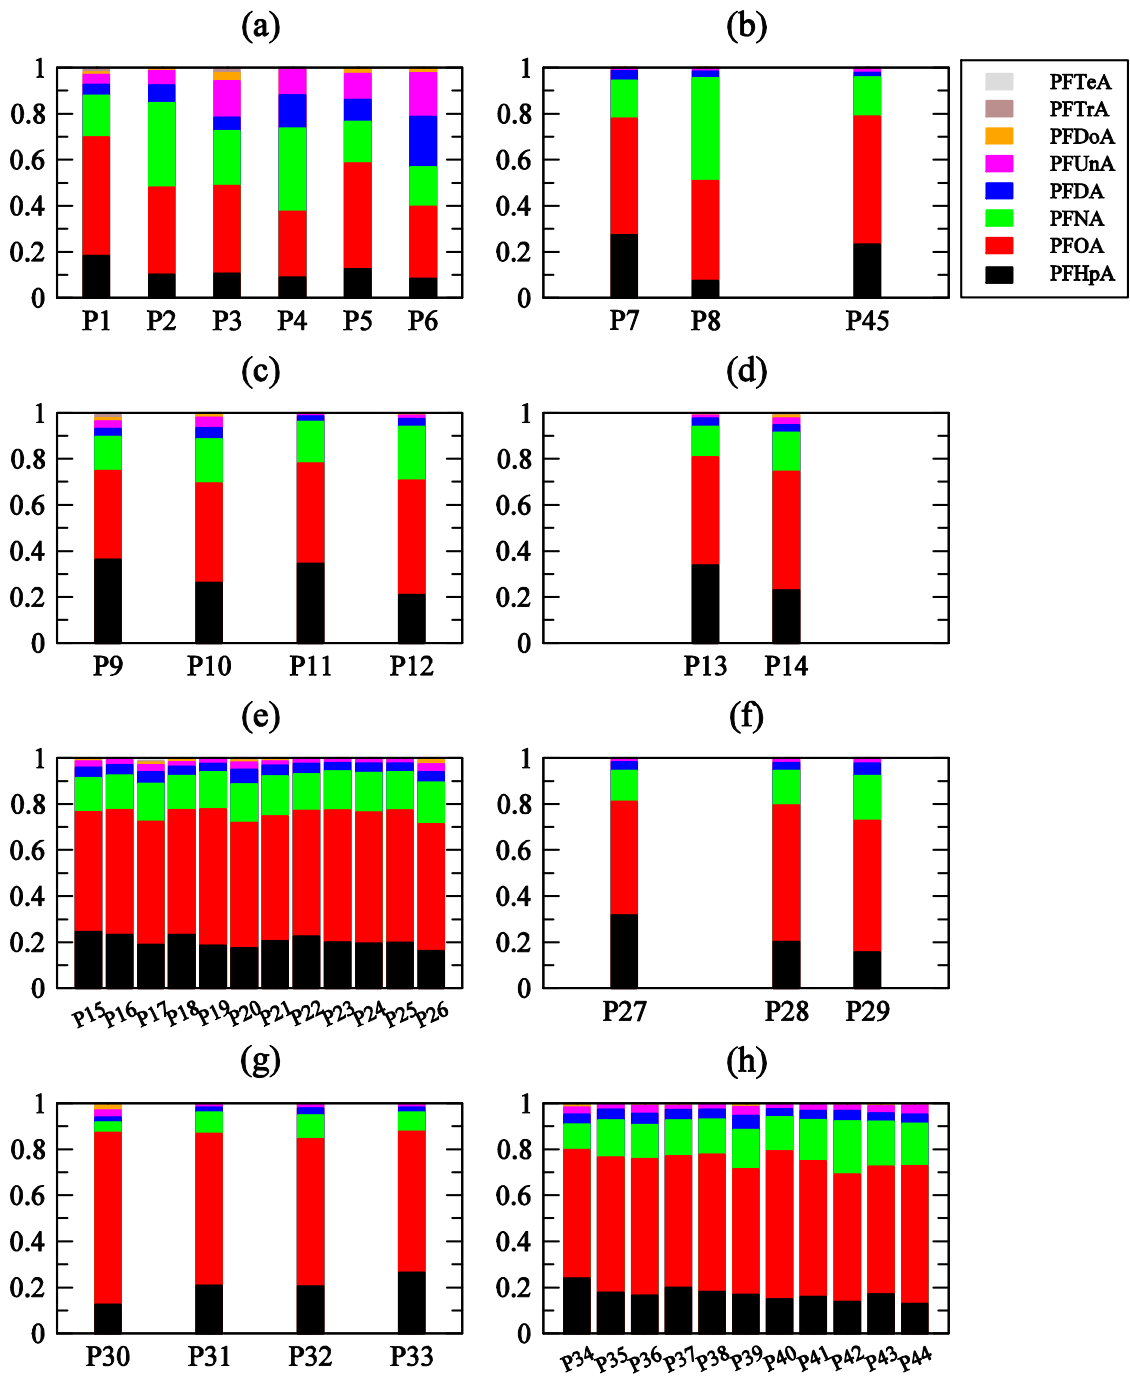 (a)
(b)
1
0.8
0.6
0.4
0.2
0
P1 P2 P3 P4 P5 P6
1
0.8
0.6
0.4
0.2
0
P7 P8 P45
PFTeA
PFTrA
PFDoA
PFUnA
PFDA
PFNA
PFOA
PFHpA
(c)
(d)
1
0.8
0.6
0.4
0.2
0
P9 P10 P11 P12
1
0.8
0.6
0.4
0.2
0
P13 P14
(e)
(f)
1
0.8
0.6
0.4
0.2
0
P15 P16 P17 P18 P19 P20 P21 P22 P23 P24 P25 P26
1
0.8
0.6
0.4
0.2
0
P27 P28 P29
(g)
(h)
1
0.8
0.6
0.4
0.2
0
P30 P31 P32 P33
1
0.8
0.6
0.4
0.2
0
P34 P35 P36 P37 P38 P39 P40 P41 P42 P43 P44